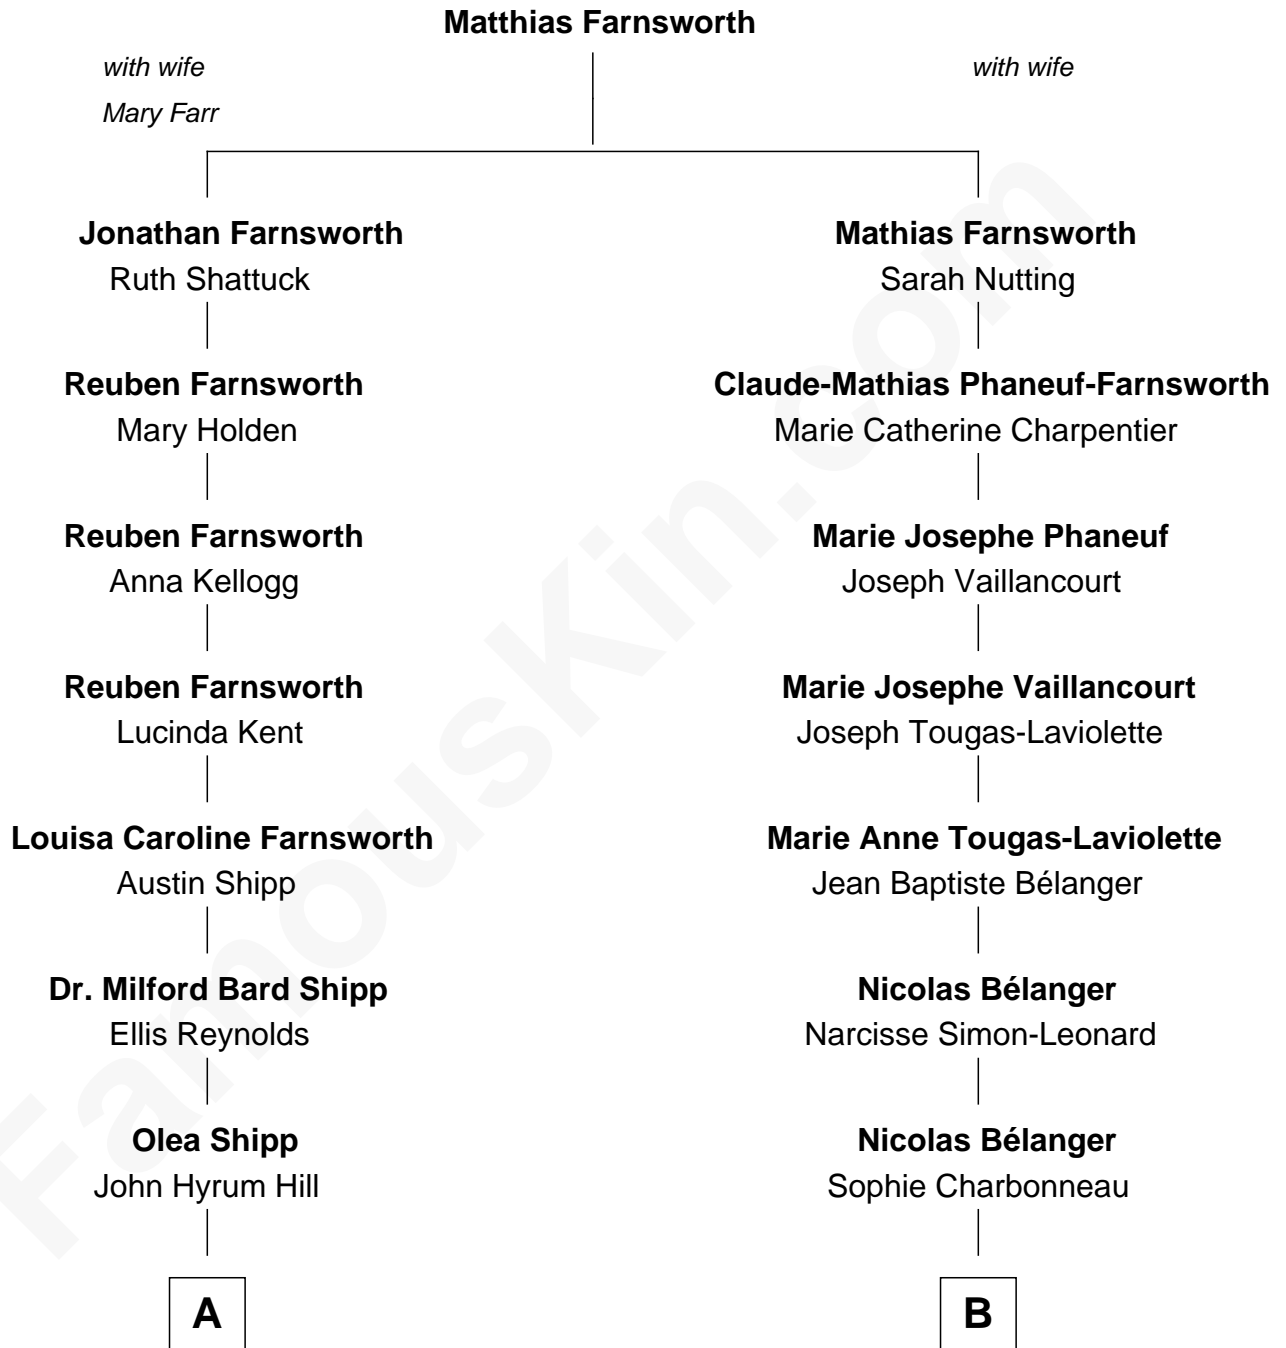 Matthias Farnsworth
with wife
Mary Farr
with wife
Jonathan Farnsworth
Ruth Shattuck
Mathias Farnsworth
Sarah Nutting
Reuben Farnsworth
Mary Holden
Claude-Mathias Phaneuf-Farnsworth
Marie Catherine Charpentier
Reuben Farnsworth
Anna Kellogg
Marie Josephe Phaneuf
Joseph Vaillancourt
Reuben Farnsworth
Lucinda Kent
Marie Josephe Vaillancourt
Joseph Tougas-Laviolette
Louisa Caroline Farnsworth
Austin Shipp
Marie Anne Tougas-Laviolette
Jean Baptiste Bélanger
Dr. Milford Bard Shipp
Ellis Reynolds
Nicolas Bélanger
Narcisse Simon-Leonard
Olea Shipp
John Hyrum Hill
Nicolas Bélanger
Sophie Charbonneau
A
B
FamousKin.com